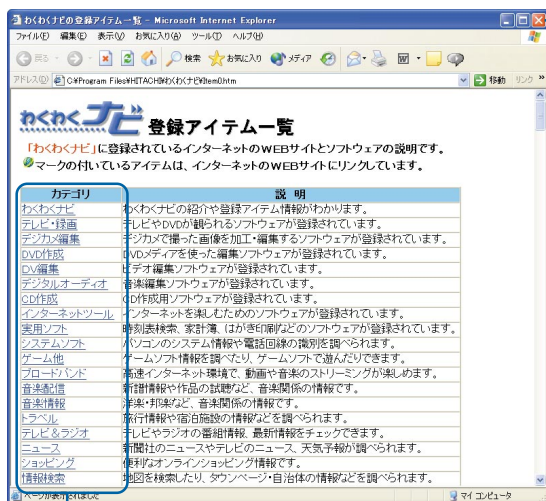 わくわくナビの登録アイテム一覧 - Microsoft Internet Explorer
ファイル(F) 編集(E) 表示(V) お気に入り(A) ツール(T) ヘルプ(H)
戻る 検索 お気に入り メディア
アドレス(D) C:¥Program Files¥HITACHI¥わくわくナビ¥Item0.htm 移動 リンク »
わくわくナビ 登録アイテム一覧
「わくわくナビ」に登録されているインターネットのWEBサイトとソフトウェアの説明です。
マークの付いているアイテムは、インターネットのWEBサイトにリンクしています。
カテゴリ 説 明
わくわくナビ わくわくナビの紹介や登録アイテム情報がわかります。
テレビ・録画 テレビやDVDが観られるソフトウェアが登録されています。
デジカメ編集 デジカメで撮った画像を加工・編集するソフトウェアが登録されています。
DVD作成 DVDメディアを使った編集ソフトウェアが登録されています。
DV編集 ビデオ編集ソフトウェアが登録されています。
デジタルオーディオ 音楽編集ソフトウェアが登録されています。
CD作成 CD作成用ソフトウェアが登録されています。
インターネットツール インターネットを楽しむためのソフトウェアが登録されています。
実用ソフト 時刻表検索、家計簿、はがき印刷などのソフトウェアが登録されています。
システムソフト パソコンのシステム情報や電話回線の識別を調べられます。
ゲーム他 ゲームソフト情報を調べたり、ゲームソフトで遊んだりできます。
ブロードバンド 高速インターネット環境で、動画や音楽のストリーミングが楽しめます。
音楽配信 新譜情報や作品の試聴など、音楽関係の情報です。
音楽情報 洋楽・邦楽など、音楽関係の情報です。
トラベル 旅行情報や宿泊施設の情報などを調べられます。
テレビ&ラジオ テレビやラジオの番組情報、最新情報をチェックできます。
ニュース 新聞社のニュースやテレビのニュース、天気予報が調べられます。
ショッピング 便利なオンラインショッピング情報です。
情報検索 地図を検索したり、タウンページ・自治体の情報などを調べられます。
ページが表示されました マイ コンピュータ